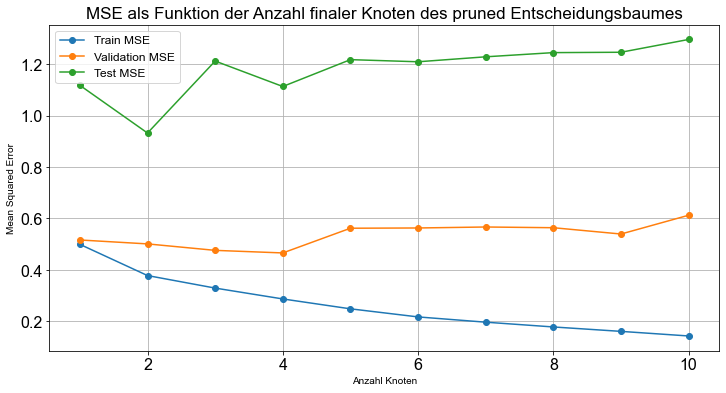 MSE als Funktion der Anzahl finaler Knoten des pruned Entscheidungsbaumes
Train MSE
Validation MSE
Test MSE
1.2
1.0
0.8
0.6
0.4
0.2
Mean Squared Error
2 4 6 8 10
Anzahl Knoten